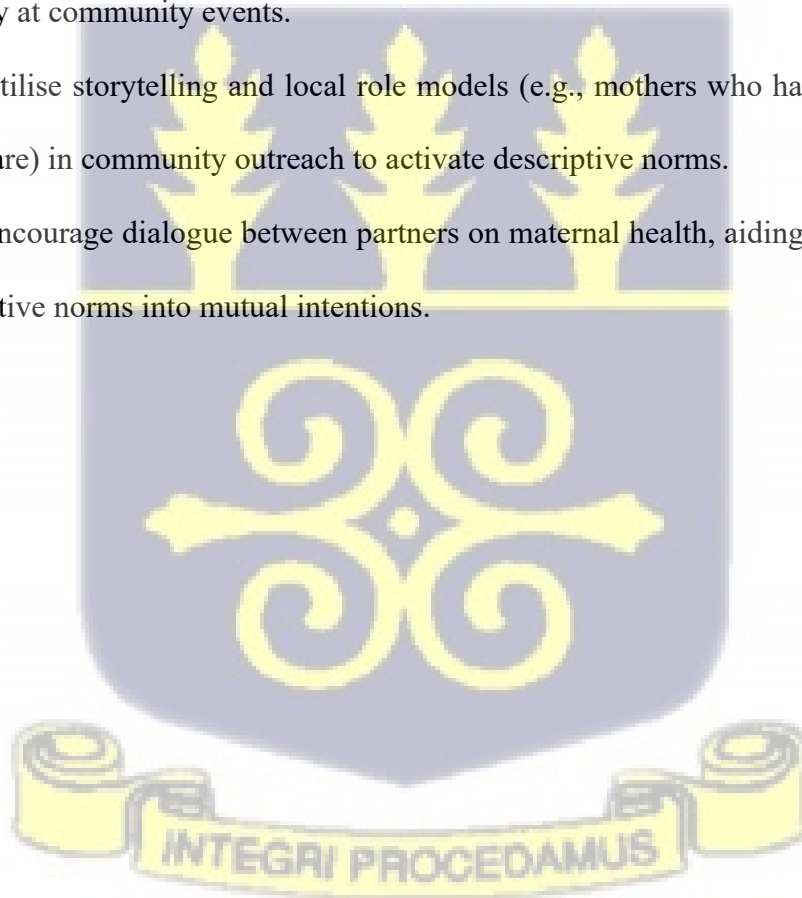 y at community events.
tilise storytelling and local role models (e.g., mothers who ha
are) in community outreach to activate descriptive norms.
ncourage dialogue between partners on maternal health, aiding
tive norms into mutual intentions.
INTEGRI PROCEDAMUS